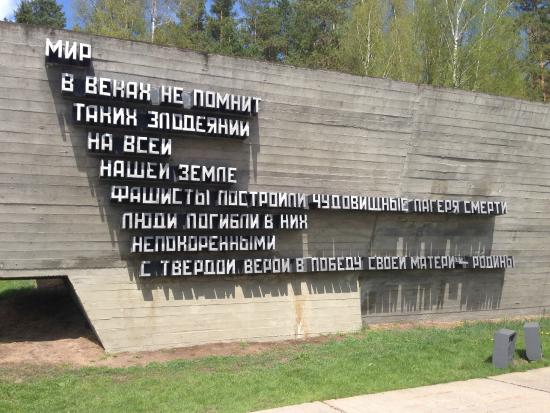 МИР
В ВЕКАХ НЕ ПОМНИТ
ТАКИХ ЗЛОДЕЯНИЙ
НА ВСЕЙ
НАШЕЙ ЗЕМЛЕ
ФАШИСТЫ ПОСТРОИЛИ ЧУДОВИЩНЫЕ ЛАГЕРЯ СМЕРТИ
ЛЮДИ ПОГИБЛИ В НИХ
НЕПОКОРЕННЫМИ
С ТВЕРДОЙ ВЕРОЙ В ПОБЕДУ СВОЕЙ МАТЕРИ – РОДИНЫ